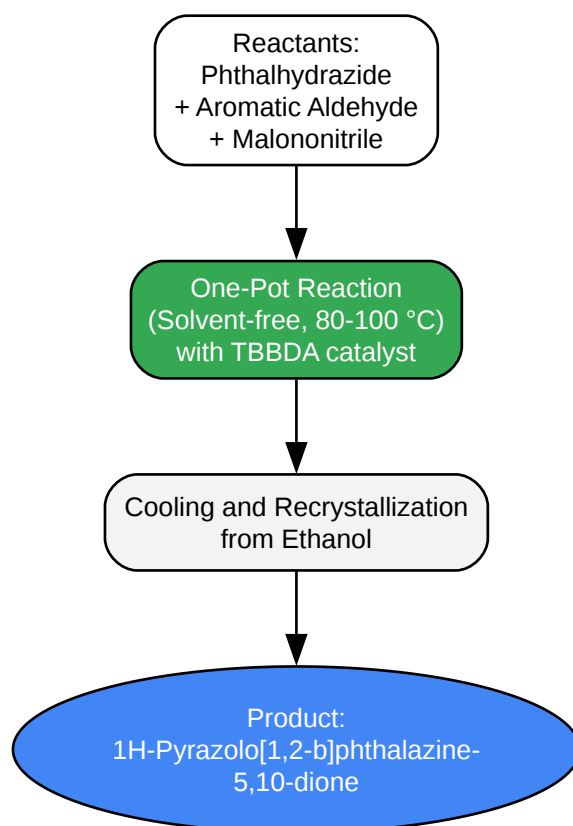 Reactants:
Phthalhydrazide
+ Aromatic Aldehyde
+ Malononitrile
One-Pot Reaction
(Solvent-free, 80-100 °C)
with TBBDA catalyst
Cooling and Recrystallization
from Ethanol
Product:
1H-Pyrazolo[1,2-b]phthalazine-
5,10-dione